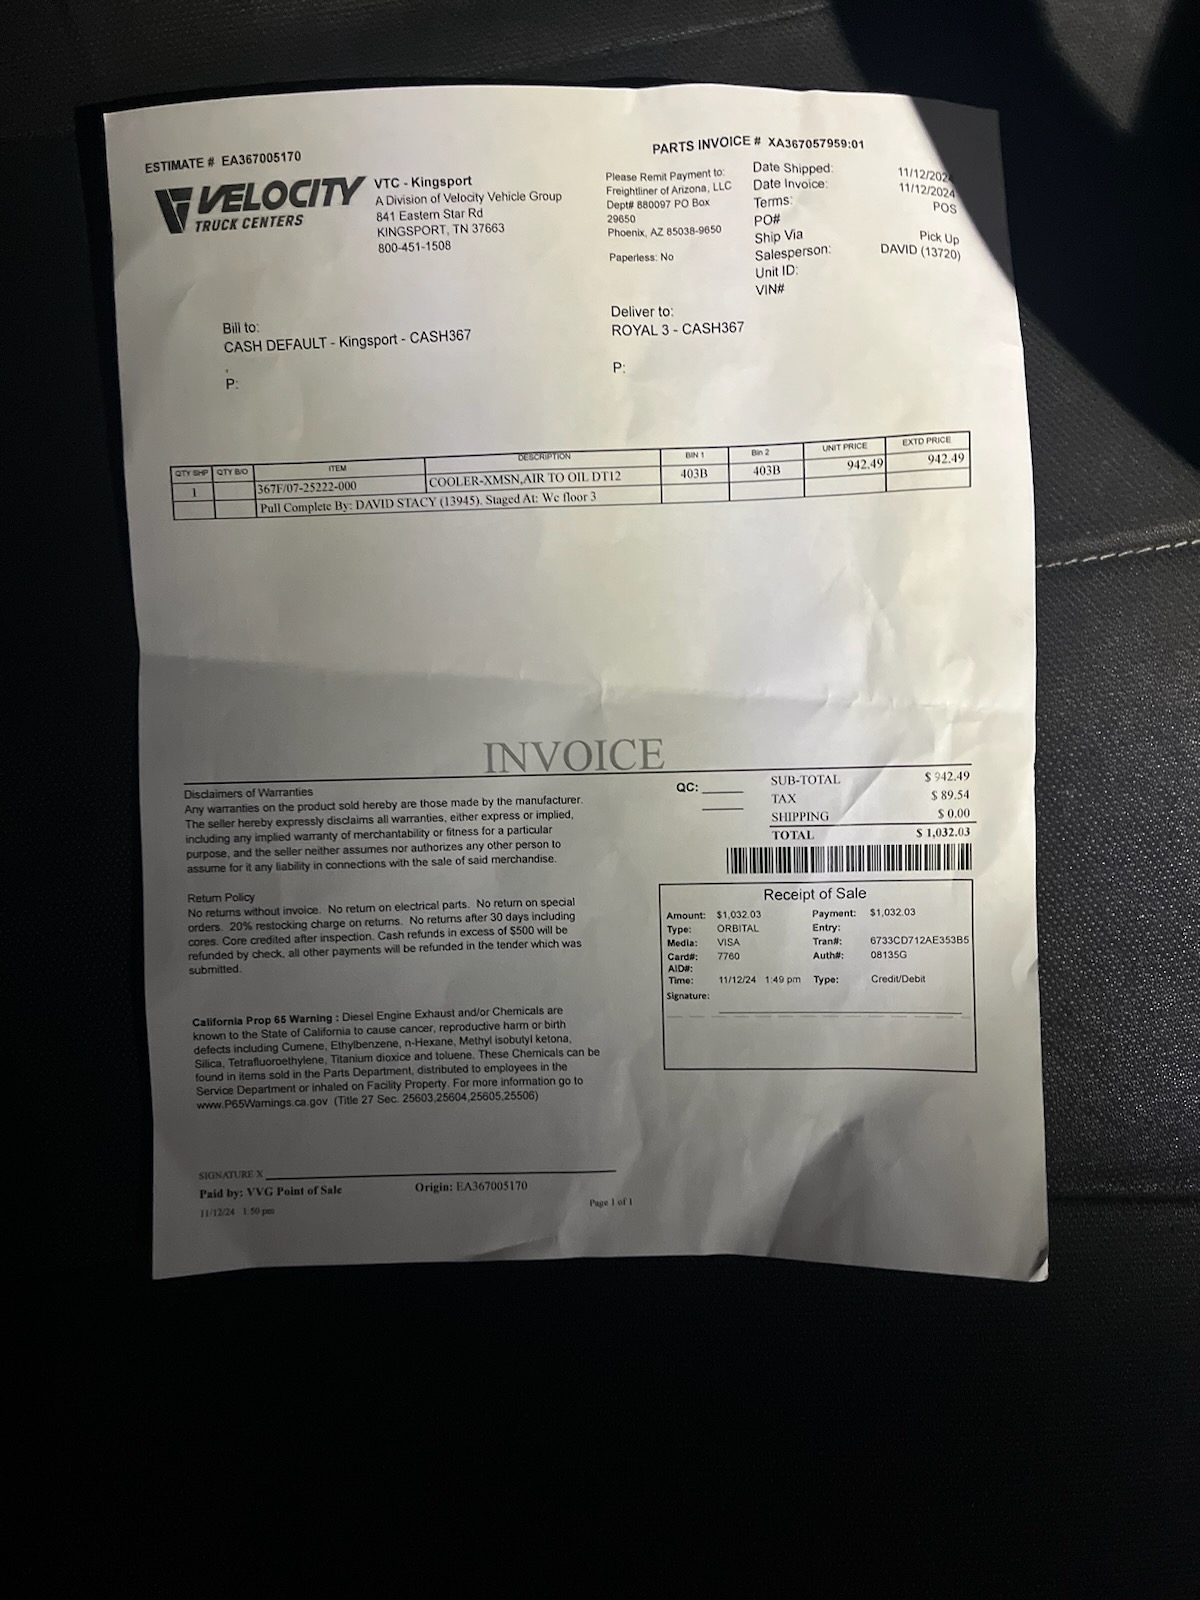 ESTIMATE # EA367005170
PARTS INVOICE # XA367057959:01
VELOCITY
TRUCK CENTERS
VTC - Kingsport
A Division of Velocity Vehicle Group
841 Eastern Star Rd
KINGSPORT, TN 37663
800-451-1508
Please Remit Payment to:
Freightliner of Arizona, LLC
Dept# 880097 PO Box
29650
Phoenix, AZ 85038-9650
Paperless: No
Date Shipped: 11/12/2024
Date Invoice: 11/12/2024
Terms: POS
PO#
Ship Via Pick Up
Salesperson: DAVID (13720)
Unit ID:
VIN#
Bill to:
CASH DEFAULT - Kingsport - CASH367
,
P:
Deliver to:
ROYAL 3 - CASH367
P:
QTY SHP QTY B/O ITEM DESCRIPTION BIN 1 Bin 2 UNIT PRICE EXTD PRICE
1 367F/07-25222-000 COOLER-XMSN,AIR TO OIL DT12 403B 403B 942.49 942.49
Pull Complete By: DAVID STACY (13945). Staged At: Wc floor 3
INVOICE
Disclaimers of Warranties
Any warranties on the product sold hereby are those made by the manufacturer.
The seller hereby expressly disclaims all warranties, either express or implied,
including any implied warranty of merchantability or fitness for a particular
purpose, and the seller neither assumes nor authorizes any other person to
assume for it any liability in connections with the sale of said merchandise.
QC:
SUB-TOTAL $ 942.49
TAX $ 89.54
SHIPPING $ 0.00
TOTAL $ 1,032.03
Return Policy
No returns without invoice. No return on electrical parts. No return on special
orders. 20% restocking charge on returns. No returns after 30 days including
cores. Core credited after inspection. Cash refunds in excess of $500 will be
refunded by check, all other payments will be refunded in the tender which was
submitted.
Receipt of Sale
Amount: $1,032.03 Payment: $1,032.03
Type: ORBITAL Entry:
Media: VISA Tran#: 6733CD712AE353B5
Card#: 7760 Auth#: 08135G
AID#:
Time: 11/12/24 1:49 pm Type: Credit/Debit
Signature:
California Prop 65 Warning : Diesel Engine Exhaust and/or Chemicals are
known to the State of California to cause cancer, reproductive harm or birth
defects including Cumene, Ethylbenzene, n-Hexane, Methyl isobutyl ketona,
Silica, Tetrafluoroethylene, Titanium dioxice and toluene. These Chemicals can be
found in items sold in the Parts Department, distributed to employees in the
Service Department or inhaled on Facility Property. For more information go to
www.P65Warnings.ca.gov (Title 27 Sec. 25603,25604,25605,25506)
SIGNATURE X
Paid by: VVG Point of Sale Origin: EA367005170
11/12/24 1:50 pm
Page 1 of 1